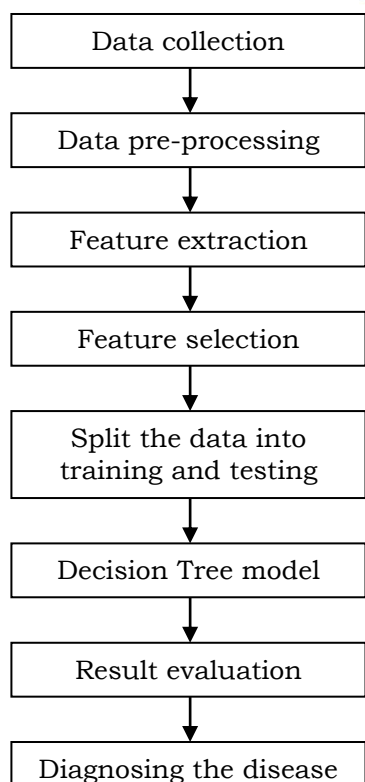 Data collection
Data pre-processing
Feature extraction
Feature selection
Split the data into
training and testing
Decision Tree model
Result evaluation
Diagnosing the disease